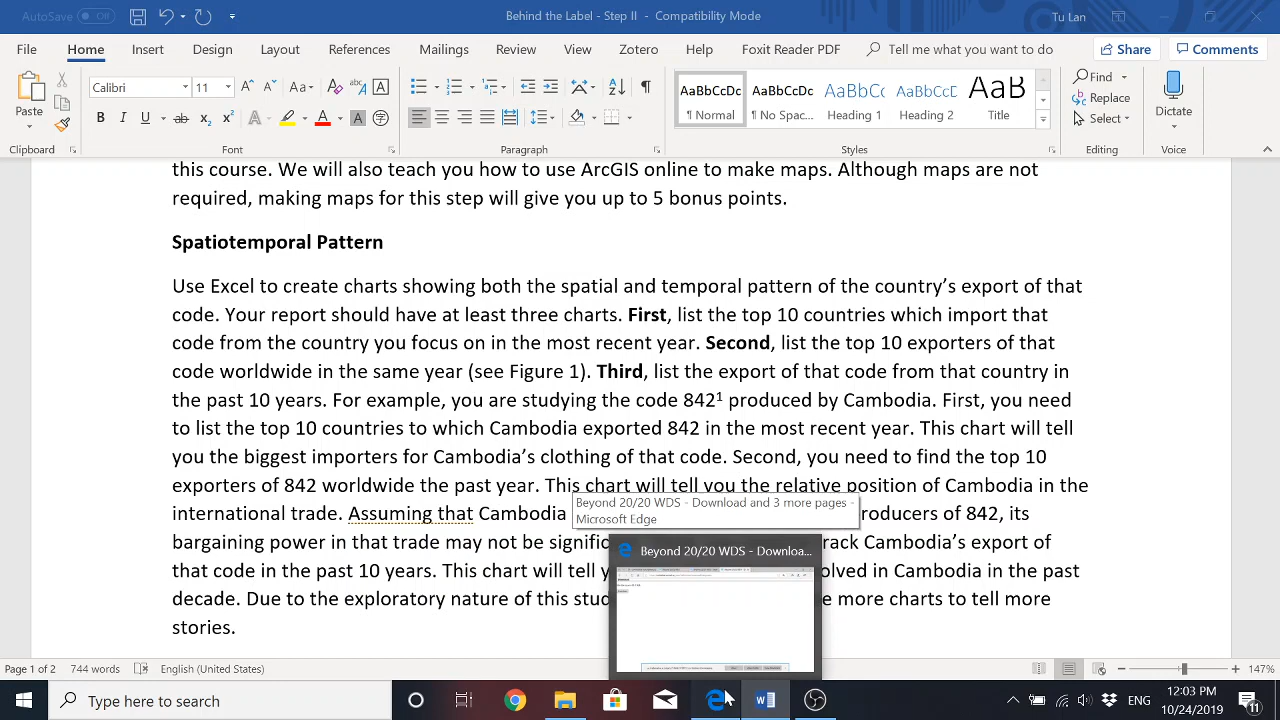 AutoSave Off
Behind the Label - Step II - Compatibility Mode
Tu Lan
File Home Insert Design Layout References Mailings Review View Zotero Help Foxit Reader PDF Tell me what you want to do Share Comments
Paste
Calibri 11
AaBbCcDc AaBbCcDc AaBbCc AaBbCcD AaB
¶ Normal ¶ No Spac... Heading 1 Heading 2 Title
Find
Replace
Select
Dictate
Clipboard Font Paragraph Styles Editing Voice
this course. We will also teach you how to use ArcGIS online to make maps. Although maps are not
required, making maps for this step will give you up to 5 bonus points.
Spatiotemporal Pattern
Use Excel to create charts showing both the spatial and temporal pattern of the country's export of that
code. Your report should have at least three charts. First, list the top 10 countries which import that
code from the country you focus on in the most recent year. Second, list the top 10 exporters of that
code worldwide in the same year (see Figure 1). Third, list the export of that code from that country in
the past 10 years. For example, you are studying the code 842¹ produced by Cambodia. First, you need
to list the top 10 countries to which Cambodia exported 842 in the most recent year. This chart will tell
you the biggest importers for Cambodia's clothing of that code. Second, you need to find the top 10
exporters of 842 worldwide the past year. This chart will tell you the relative position of Cambodia in the
international trade. Assuming that Cambodia roducers of 842, its
bargaining power in that trade may not be signific rack Cambodia's export of
that code in the past 10 years. This chart will tell y olved in Cambodia in the past
decade. Due to the exploratory nature of this stud e more charts to tell more
stories.
Beyond 20/20 WDS - Download and 3 more pages -
Microsoft Edge
Beyond 20/20 WDS - Downloa...
Page 1 of 2 744 words English (United States) 147%
Type here to search
ENG
12:03 PM
10/24/2019
11